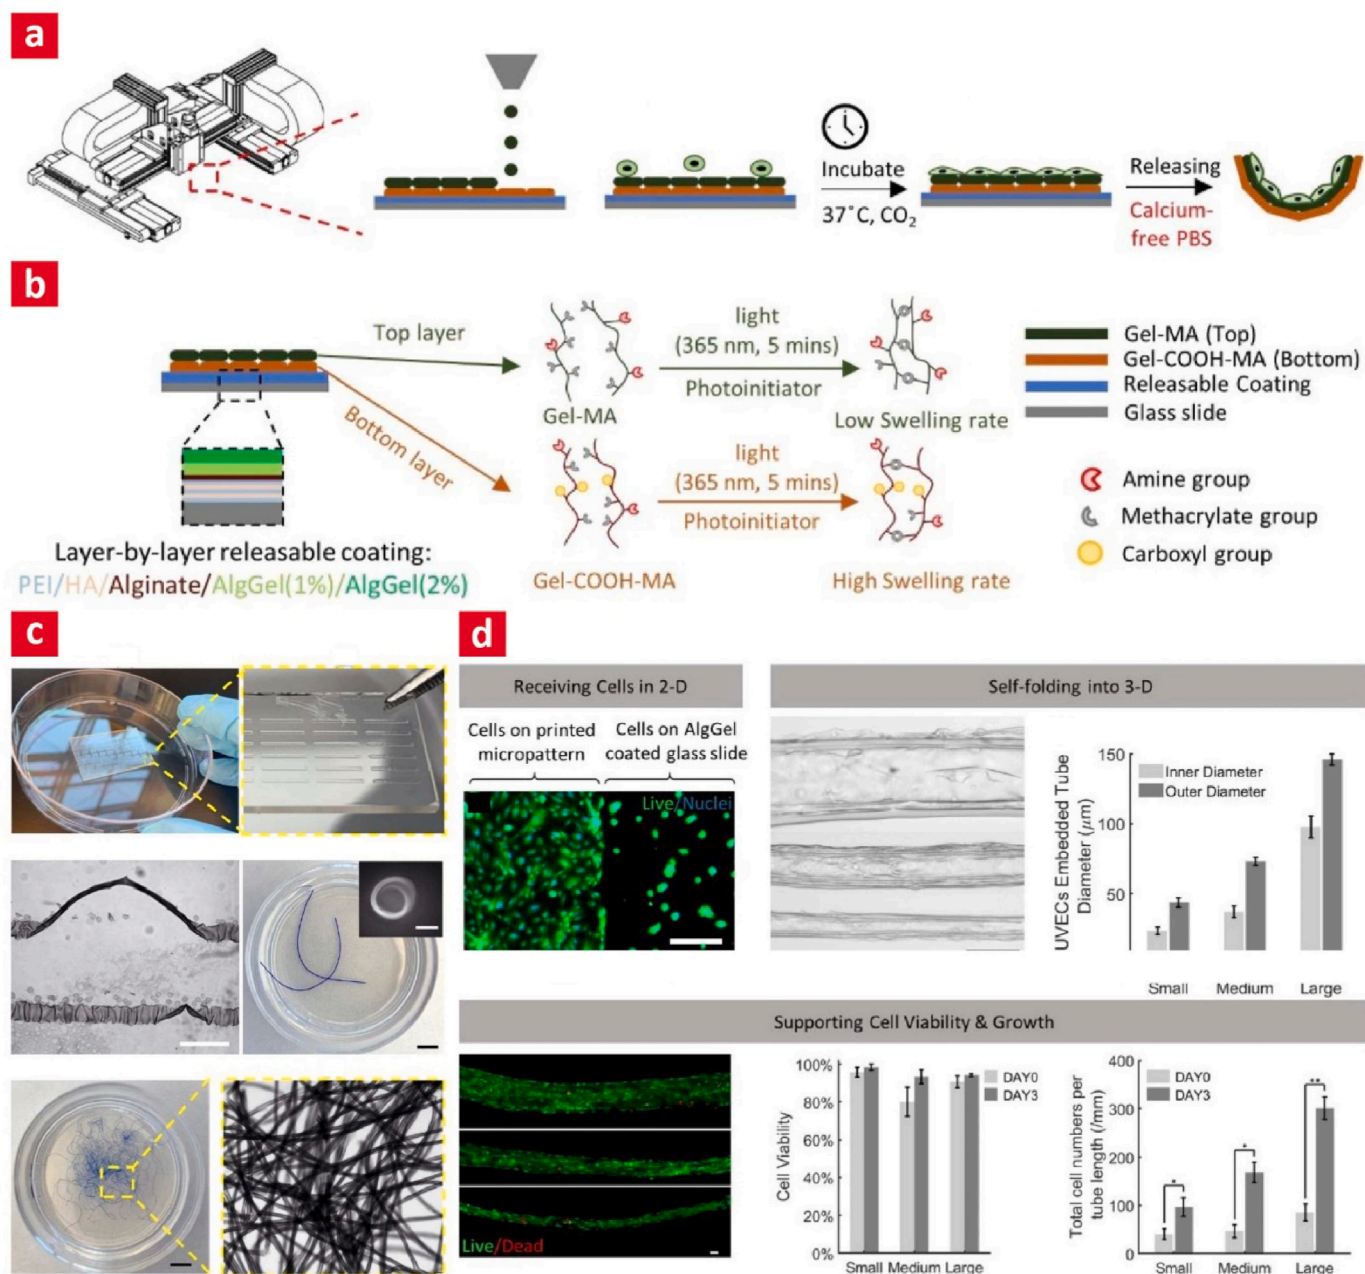 a
Incubate
37°C, CO2
Releasing
Calcium-
free PBS
b
Top layer
Bottom layer
Gel-MA
light
(365 nm, 5 mins)
Photoinitiator
Low Swelling rate
Gel-COOH-MA
light
(365 nm, 5 mins)
Photoinitiator
High Swelling rate
Gel-MA (Top)
Gel-COOH-MA (Bottom)
Releasable Coating
Glass slide
Amine group
Methacrylate group
Carboxyl group
Layer-by-layer releasable coating:
PEI/HA/Alginate/AlgGel(1%)/AlgGel(2%)
c
d
Receiving Cells in 2-D
Cells on printed
micropattern
Cells on AlgGel
coated glass slide
Live/Nuclei
Self-folding into 3-D
UVECs Embedded Tube
Diameter (μm)
150
100
50
Inner Diameter
Outer Diameter
Small Medium Large
Supporting Cell Viability & Growth
Live/Dead
Cell Viability
100%
80%
60%
40%
20%
0%
DAY0
DAY3
Small Medium Large
Total cell numbers per
tube length (/mm)
400
300
200
100
0
DAY0
DAY3
*
*
**
Small Medium Large